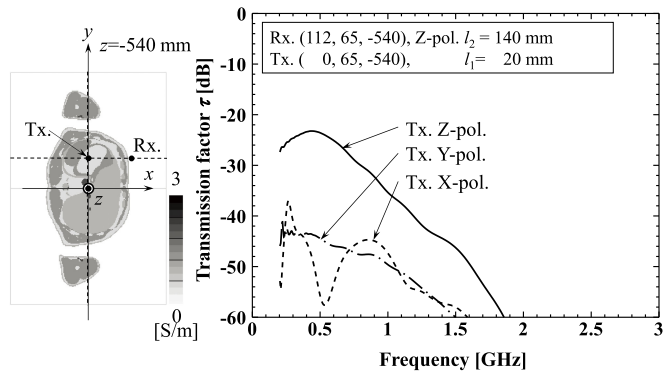 y
z=-540 mm
Tx.
Rx.
x
z
3
0
[S/m]
Transmission factor τ [dB]
0
-10
-20
-30
-40
-50
-60
Rx. (112, 65, -540), Z-pol. l2 = 140 mm
Tx. ( 0, 65, -540), l1= 20 mm
Tx. Z-pol.
Tx. Y-pol.
Tx. X-pol.
0 0.5 1 1.5 2 2.5 3
Frequency [GHz]